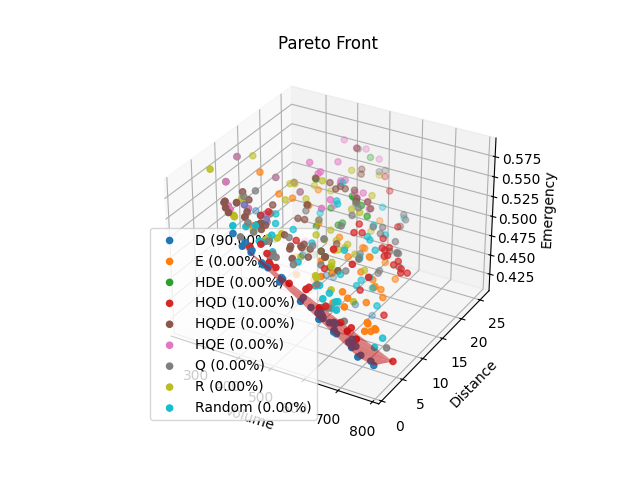 Pareto Front
0.575
0.550
0.525
0.500
0.475
0.450
0.425
Emergency
D (90.00%)
E (0.00%)
HDE (0.00%)
HQD (10.00%)
HQDE (0.00%)
HQE (0.00%)
Q (0.00%)
R (0.00%)
Random (0.00%)
300
500
700
800
0
5
10
15
20
25
Distance